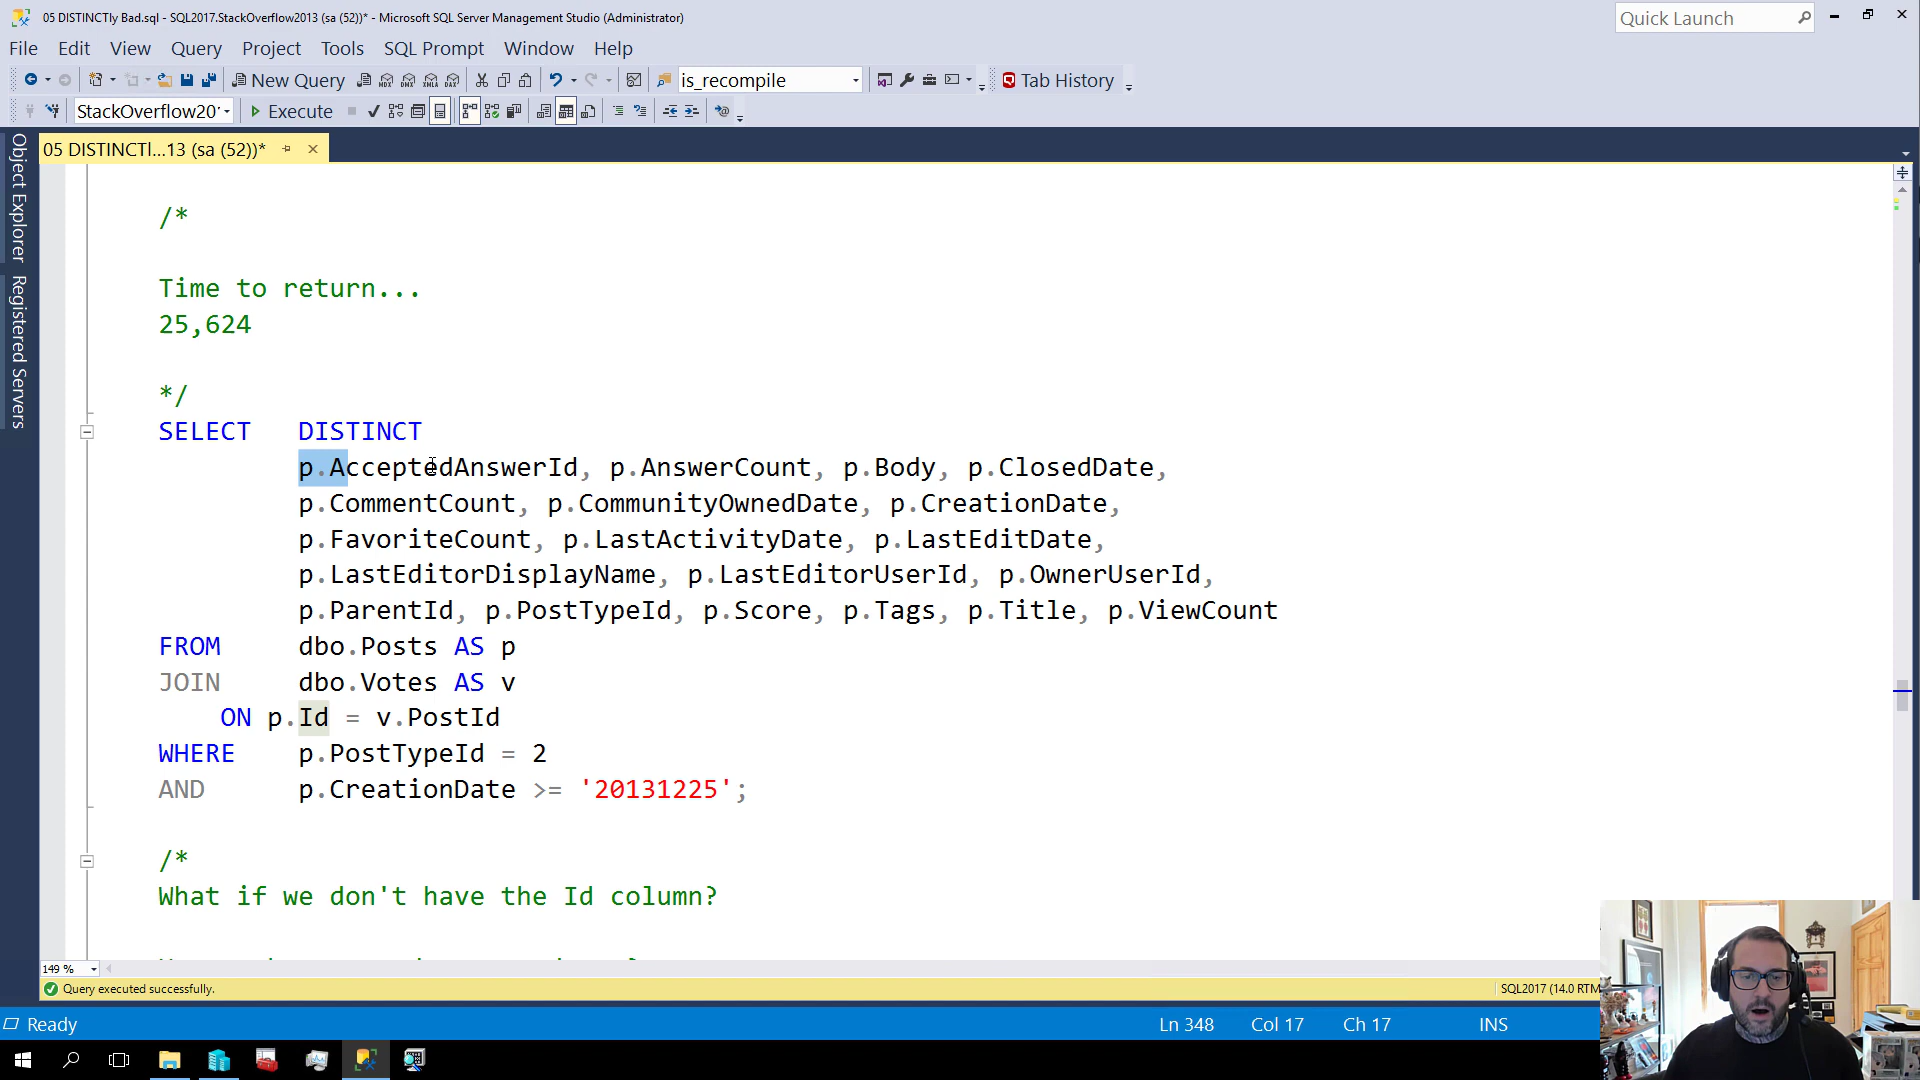 05 DISTINCTly Bad.sql - SQL2017.StackOverflow2013 (sa (52))* - Microsoft SQL Server Management Studio (Administrator)
Quick Launch
File Edit View Query Project Tools SQL Prompt Window Help
New Query
is_recompile
Tab History
StackOverflow20
Execute
05 DISTINCTl...13 (sa (52))*
Object Explorer
Registered Servers
/*
Time to return...
25,624
*/
SELECT DISTINCT
p.AcceptedAnswerId, p.AnswerCount, p.Body, p.ClosedDate,
p.CommentCount, p.CommunityOwnedDate, p.CreationDate,
p.FavoriteCount, p.LastActivityDate, p.LastEditDate,
p.LastEditorDisplayName, p.LastEditorUserId, p.OwnerUserId,
p.ParentId, p.PostTypeId, p.Score, p.Tags, p.Title, p.ViewCount
FROM dbo.Posts AS p
JOIN dbo.Votes AS v
ON p.Id = v.PostId
WHERE p.PostTypeId = 2
AND p.CreationDate >= '20131225';
/*
What if we don't have the Id column?
149 %
Query executed successfully.
SQL2017 (14.0 RTM
Ready
Ln 348 Col 17 Ch 17 INS